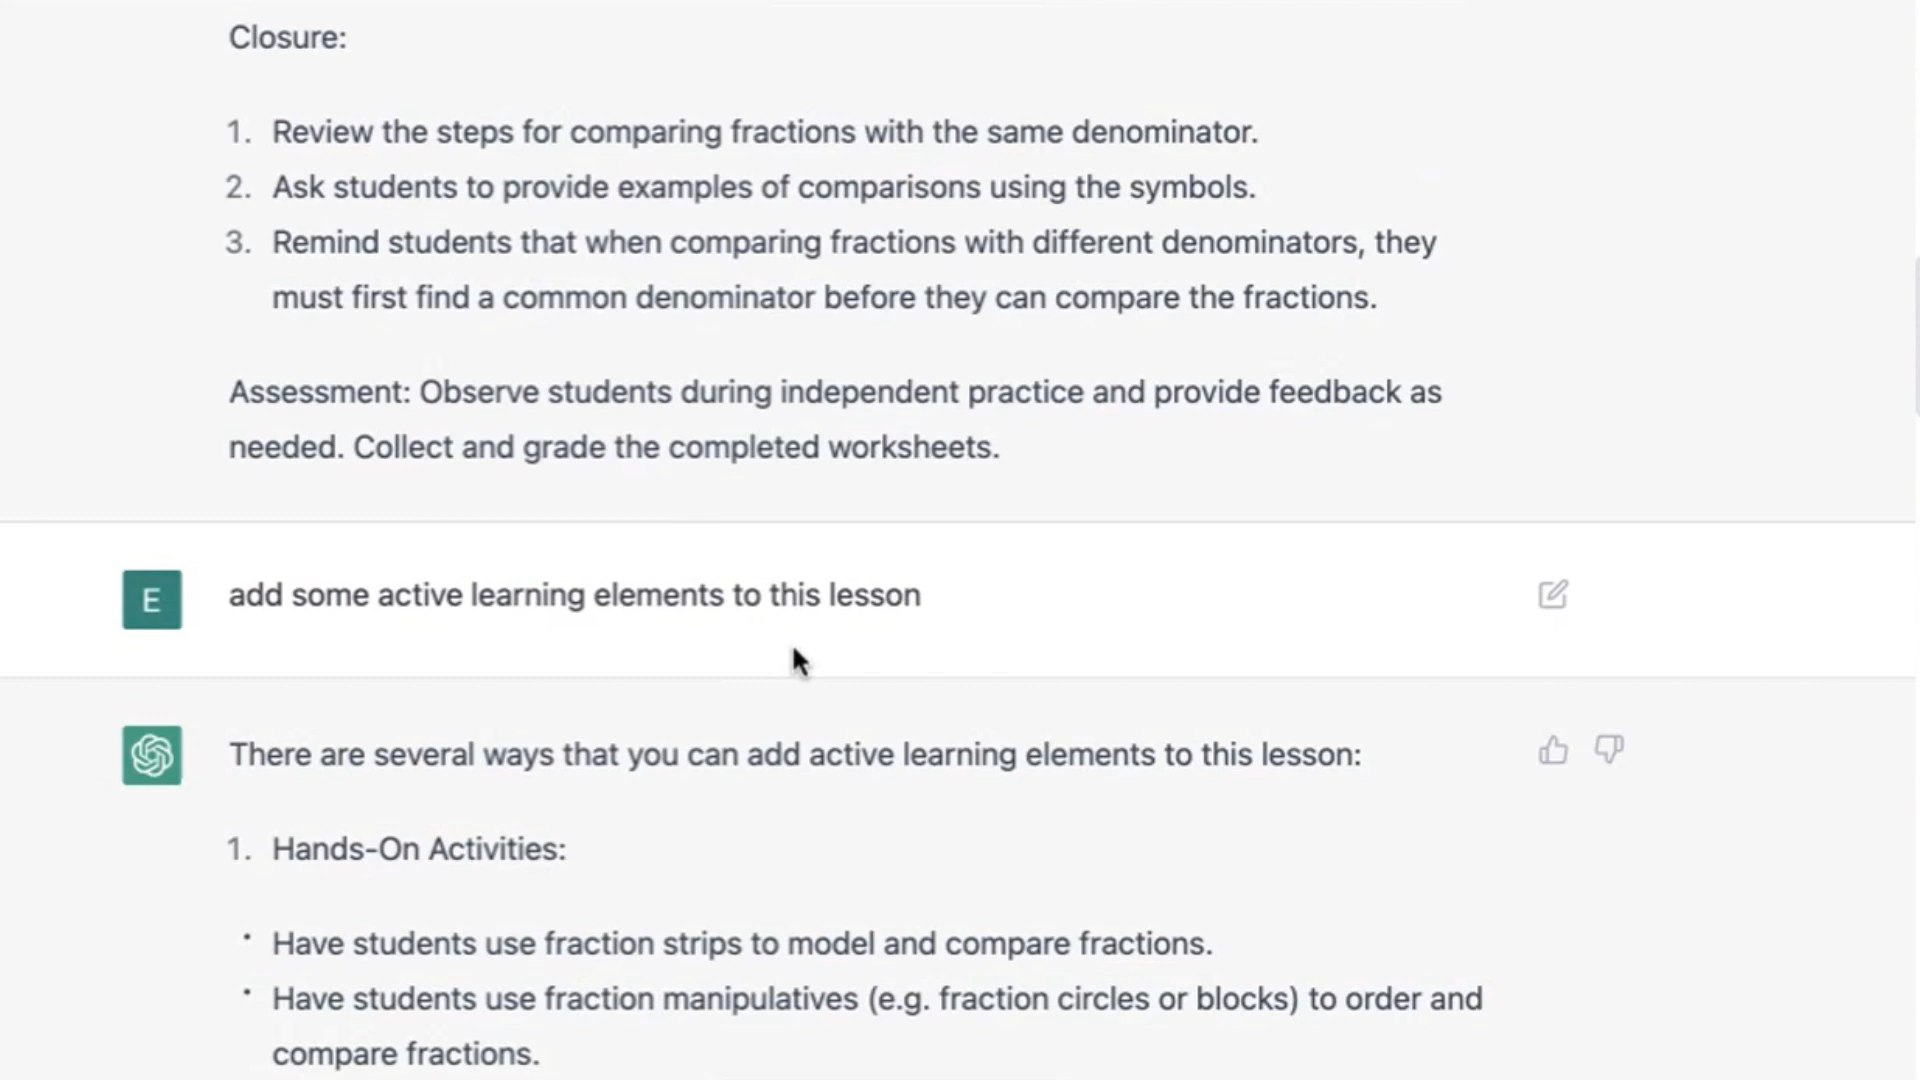 Closure:
1. Review the steps for comparing fractions with the same denominator.
2. Ask students to provide examples of comparisons using the symbols.
3. Remind students that when comparing fractions with different denominators, they
must first find a common denominator before they can compare the fractions.
Assessment: Observe students during independent practice and provide feedback as
needed. Collect and grade the completed worksheets.
E
add some active learning elements to this lesson
There are several ways that you can add active learning elements to this lesson:
1. Hands-On Activities:
• Have students use fraction strips to model and compare fractions.
• Have students use fraction manipulatives (e.g. fraction circles or blocks) to order and
compare fractions.